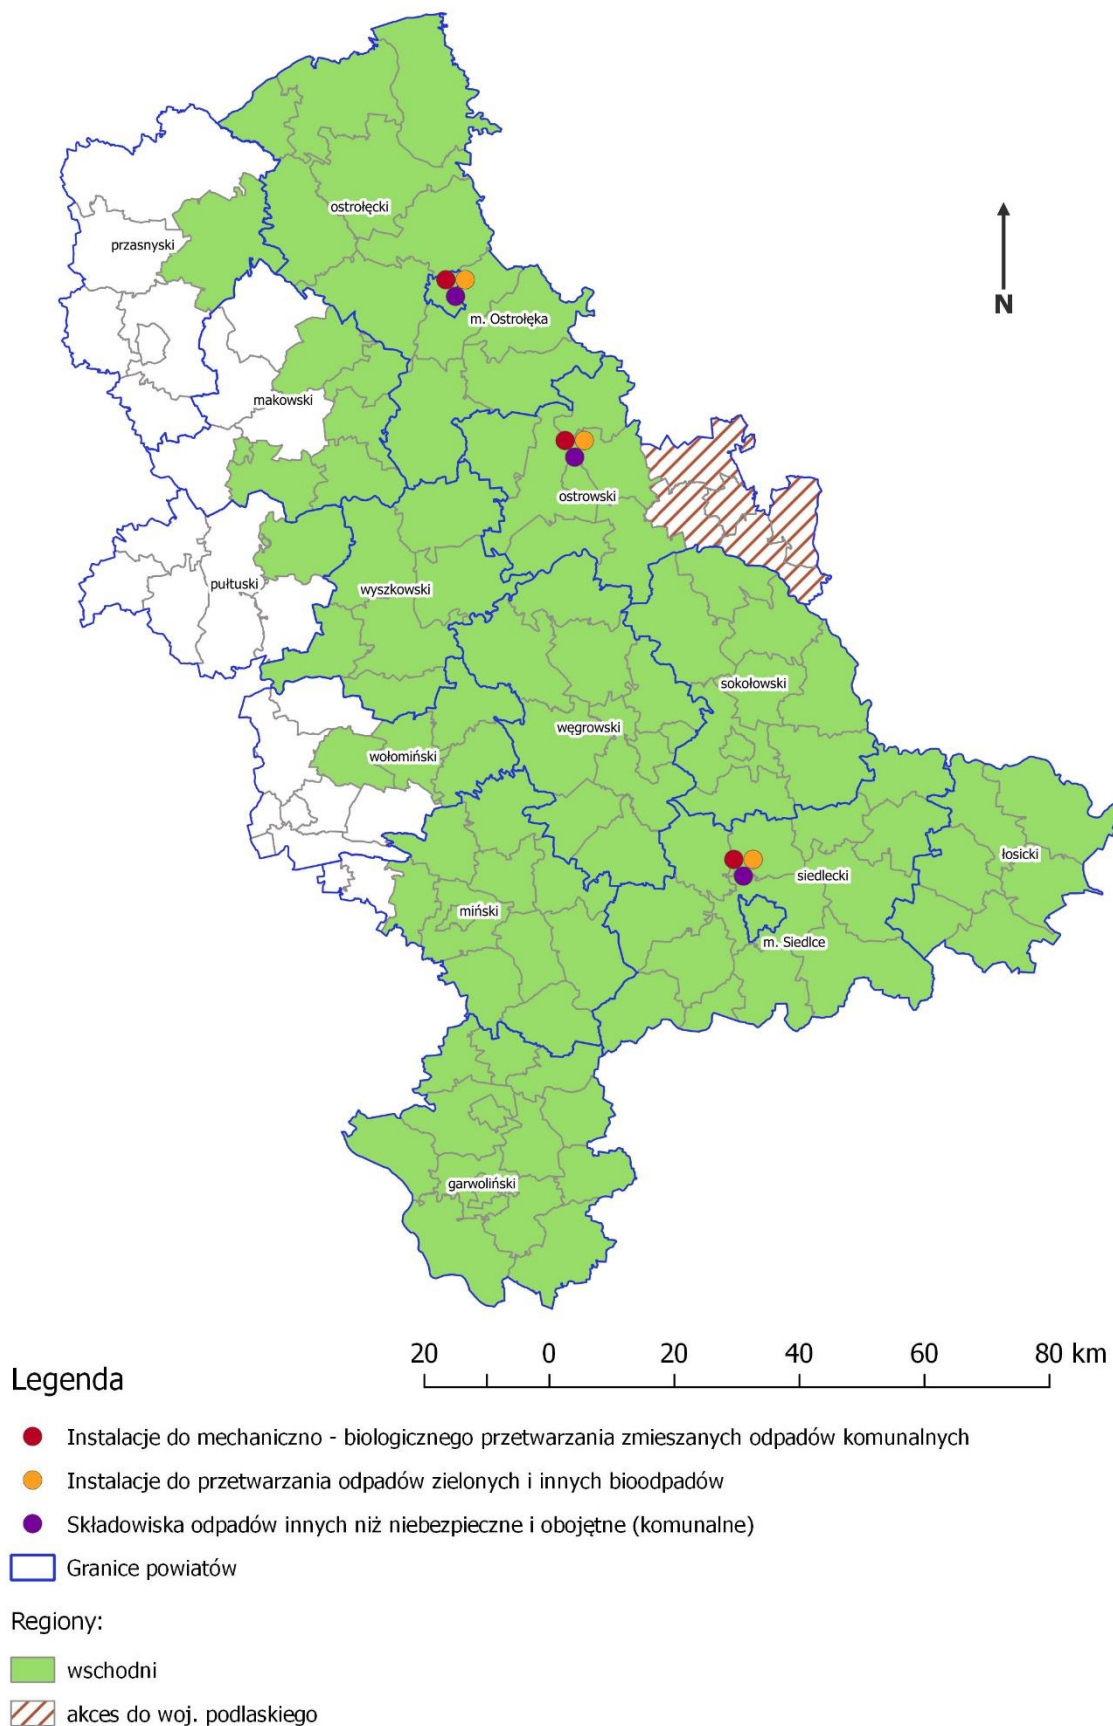 ostrołęcki
przasnyski
N
m. Ostrołęka
makowski
ostrowski
pułtuski
wyszkowski
sokołowski
węgrowski
wołomiński
łosicki
siedlecki
miński
m. Siedlce
garwoliński
20 0 20 40 60 80 km
Legenda
Instalacje do mechaniczno - biologicznego przetwarzania zmieszanych odpadów komunalnych
Instalacje do przetwarzania odpadów zielonych i innych bioodpadów
Składowiska odpadów innych niż niebezpieczne i obojętne (komunalne)
Granice powiatów
Regiony:
wschodni
akces do woj. podlaskiego